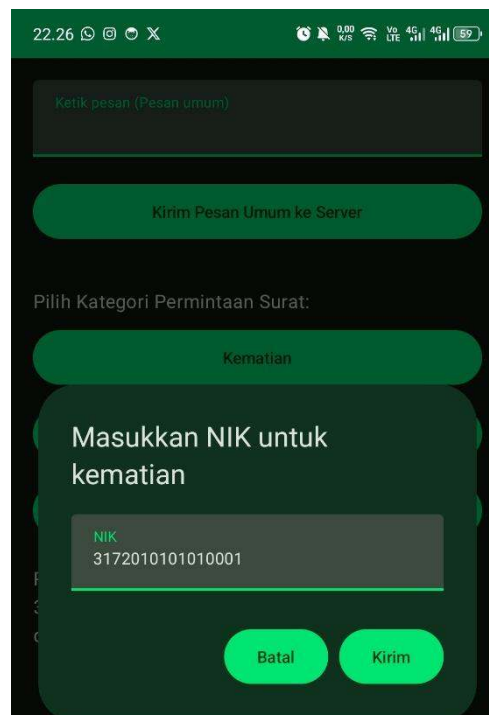 22.26 0,00 K/S Vo LTE 4G 4G 59
Ketik pesan (Pesan umum)
Kirim Pesan Umum ke Server
Pilih Kategori Permintaan Surat:
Kematian
Masukkan NIK untuk
kematian
NIK
3172010101010001
Batal Kirim